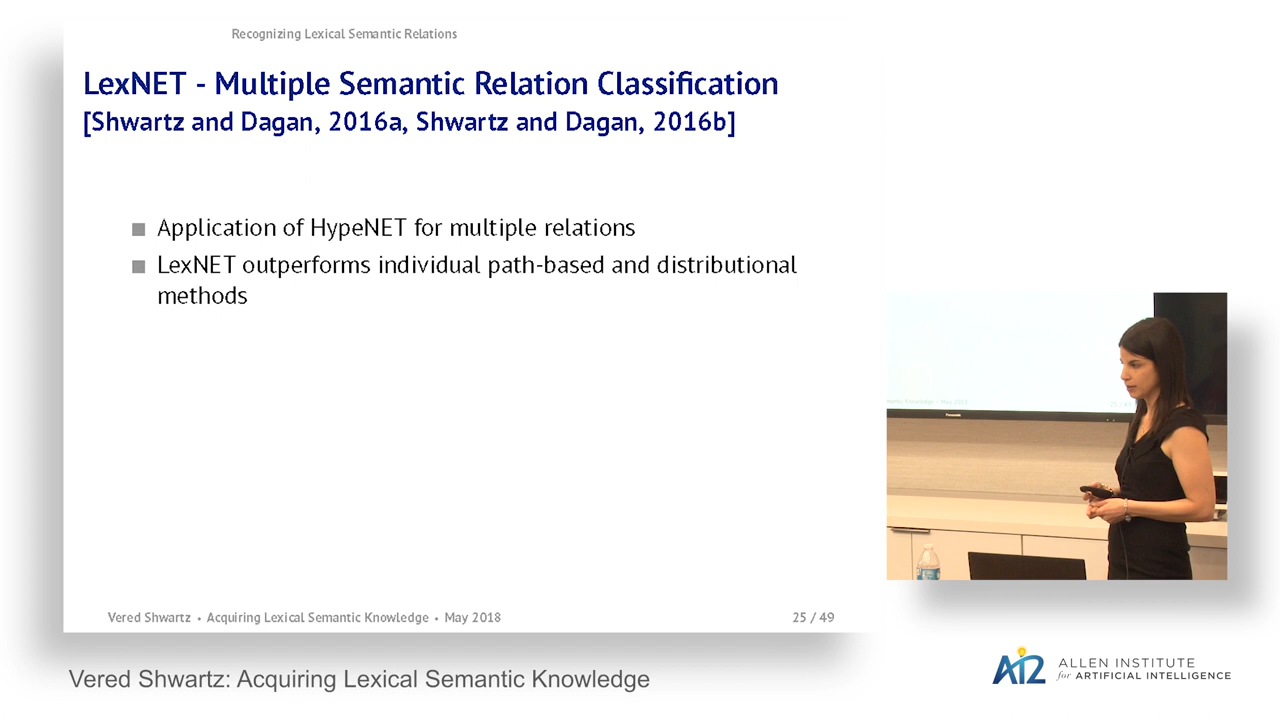 Recognizing Lexical Semantic Relations
LexNET - Multiple Semantic Relation Classification
[Shwartz and Dagan, 2016a, Shwartz and Dagan, 2016b]
■ Application of HypeNET for multiple relations
■ LexNET outperforms individual path-based and distributional
methods
Vered Shwartz • Acquiring Lexical Semantic Knowledge • May 2018
25 / 49
Panasonic
Vered Shwartz: Acquiring Lexical Semantic Knowledge
AI2
ALLEN INSTITUTE
for ARTIFICIAL INTELLIGENCE